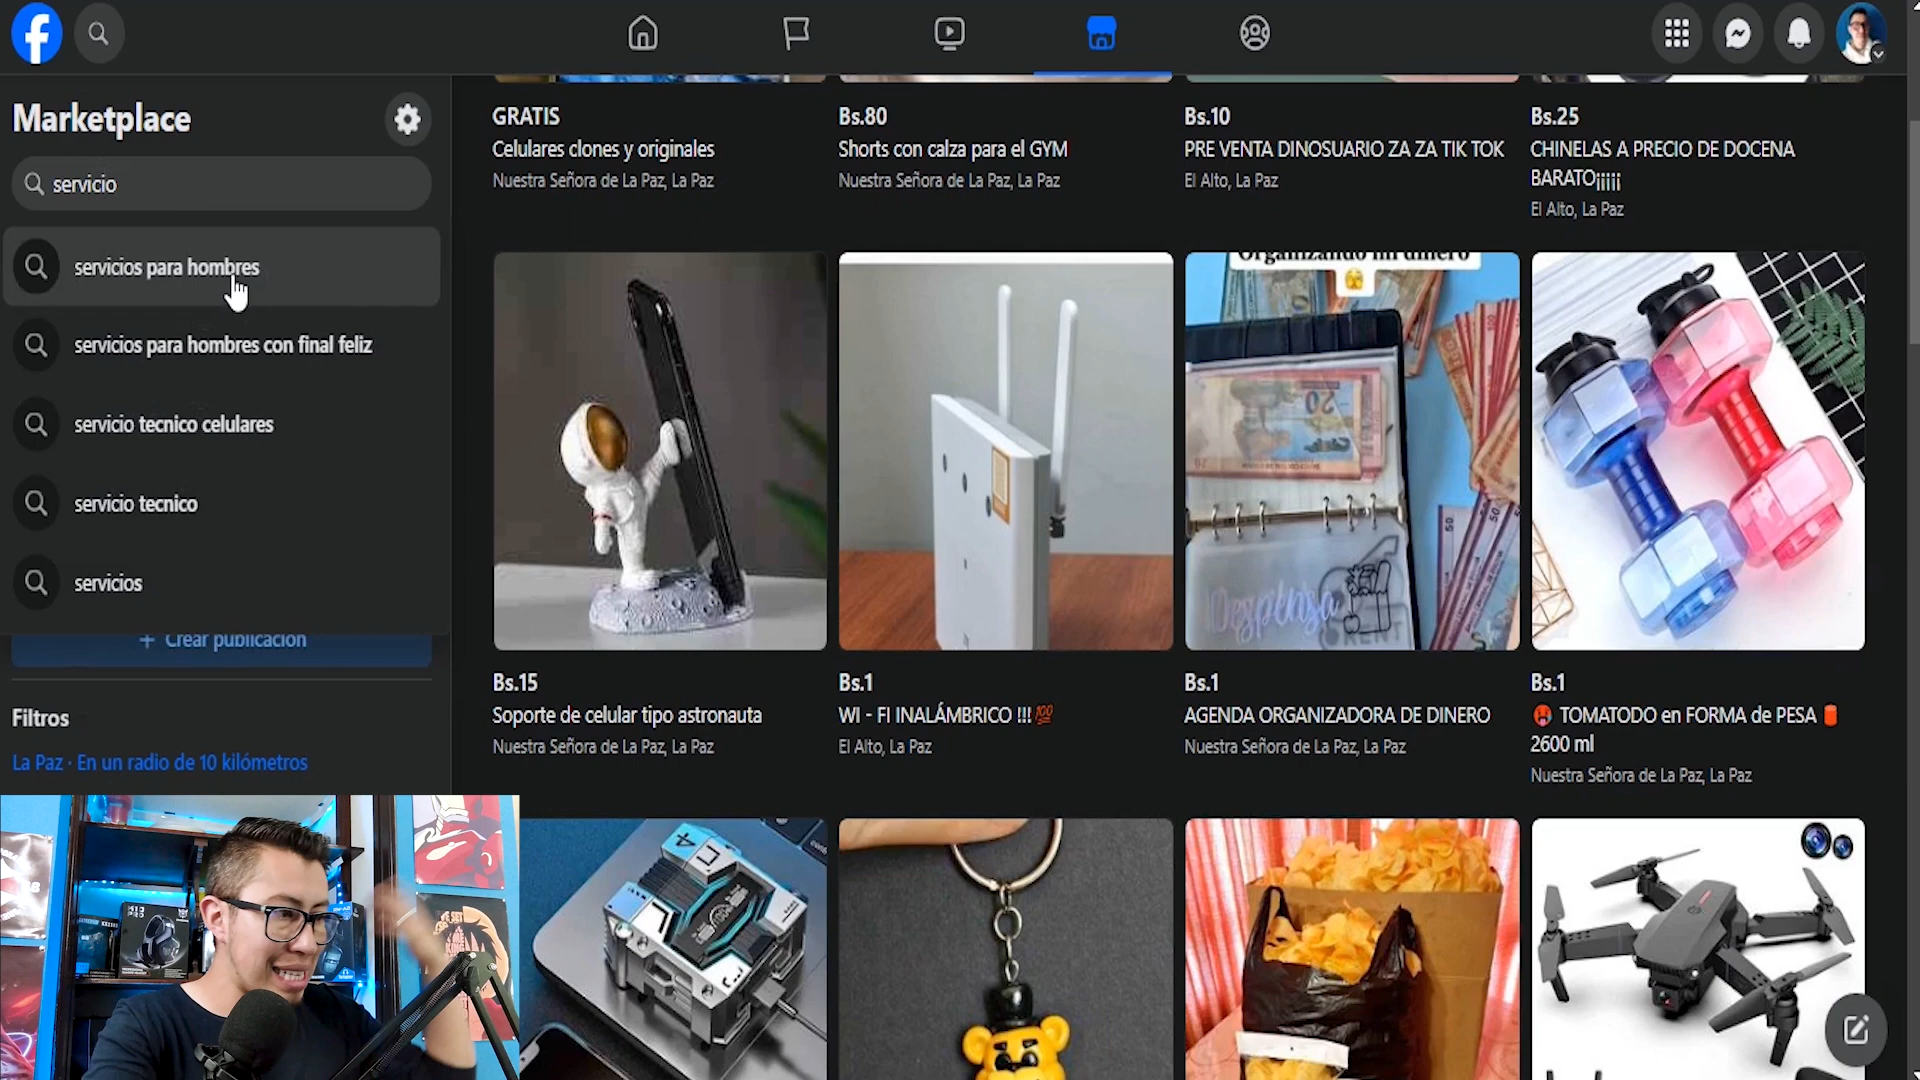 Marketplace
servicio
servicios para hombres
servicios para hombres con final feliz
servicio tecnico celulares
servicio tecnico
servicios
+ Crear publicación
Filtros
La Paz · En un radio de 10 kilómetros
GRATIS
Celulares clones y originales
Nuestra Señora de La Paz, La Paz
Bs.80
Shorts con calza para el GYM
Nuestra Señora de La Paz, La Paz
Bs.10
PRE VENTA DINOSUARIO ZA ZA TIK TOK
El Alto, La Paz
Bs.25
CHINELAS A PRECIO DE DOCENA
BARATO¡¡¡¡¡
El Alto, La Paz
Organizando mi dinero
20
50
Despensa
Bs.15
Soporte de celular tipo astronauta
Nuestra Señora de La Paz, La Paz
Bs.1
WI - FI INALÁMBRICO !!! 💯
El Alto, La Paz
Bs.1
AGENDA ORGANIZADORA DE DINERO
Nuestra Señora de La Paz, La Paz
Bs.1
🥵 TOMATODO en FORMA de PESA 🛢️
2600 ml
Nuestra Señora de La Paz, La Paz